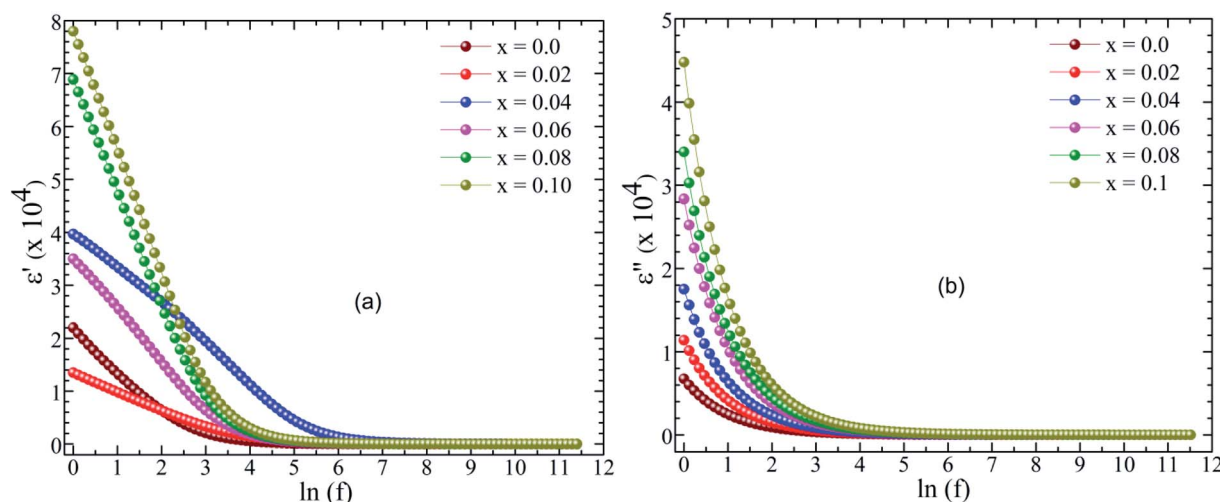 8
7
6
5
4
3
2
1
0
ε' (x 10⁴)
x = 0.0
x = 0.02
x = 0.04
x = 0.06
x = 0.08
x = 0.10
(a)
0 1 2 3 4 5 6 7 8 9 10 11 12
ln (f)
5
4
3
2
1
0
ε'' (x 10⁴)
x = 0.0
x = 0.02
x = 0.04
x = 0.06
x = 0.08
x = 0.1
(b)
0 1 2 3 4 5 6 7 8 9 10 11 12
ln (f)